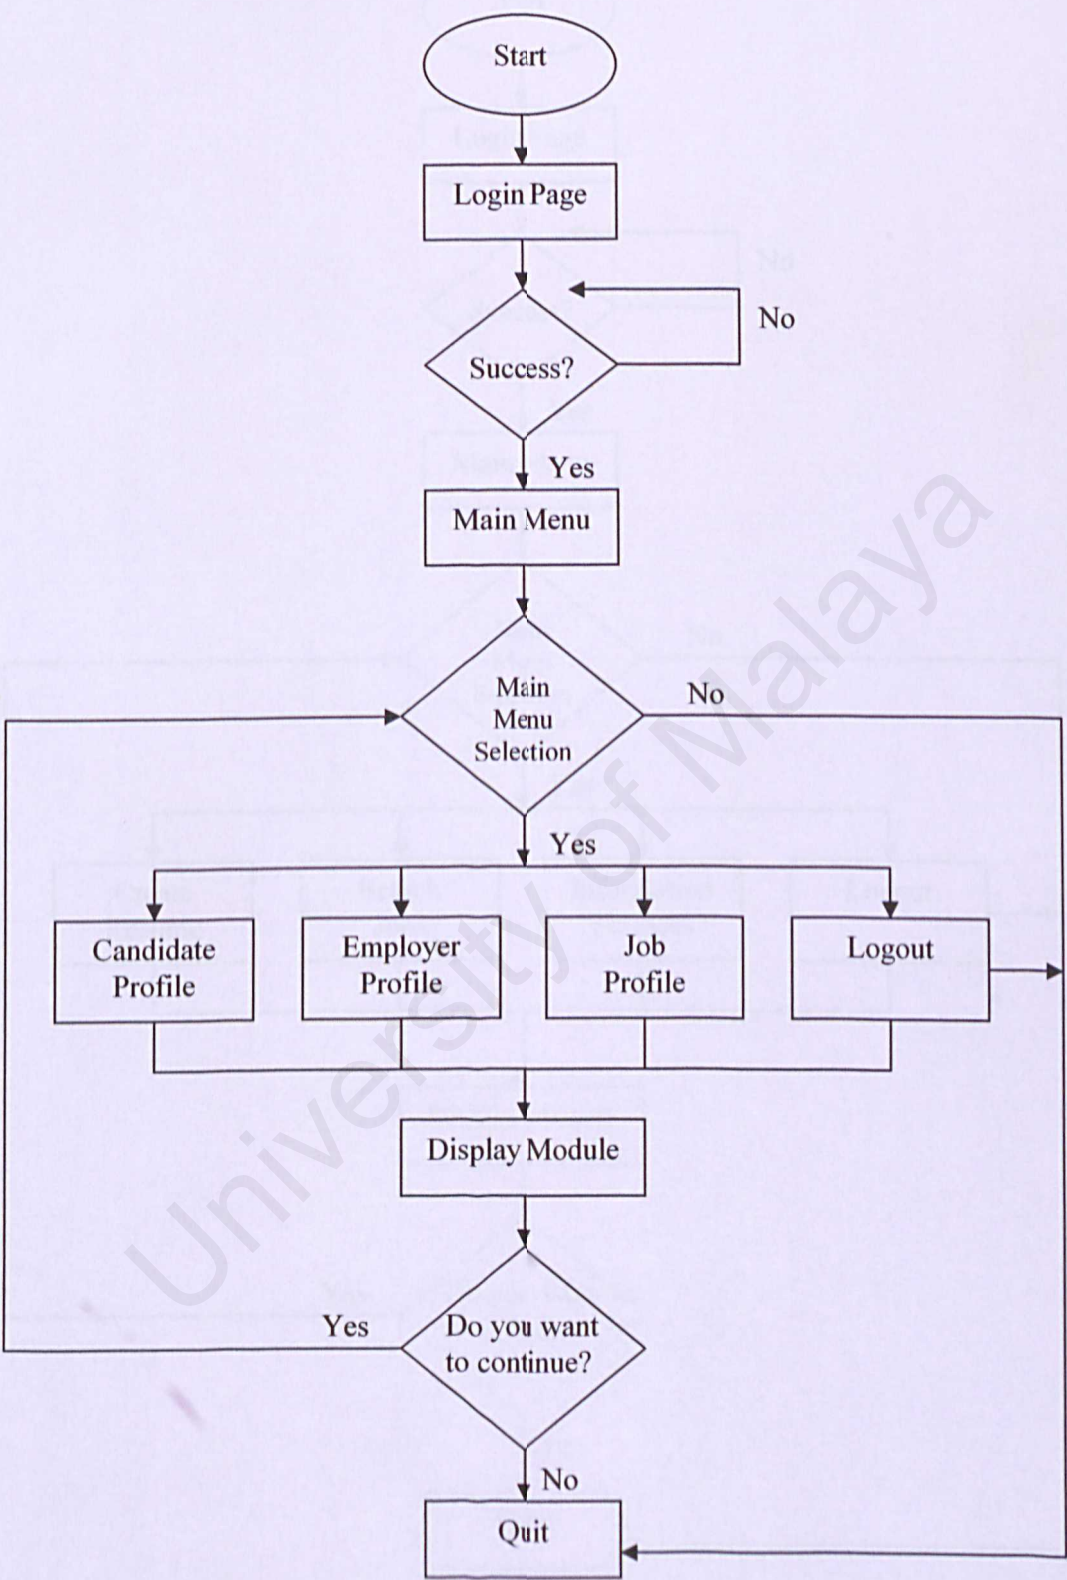 Start
Login Page
No
Success?
Yes
Main Menu
No
Main
Menu
Selection
Yes
Candidate
Profile
Employer
Profile
Job
Profile
Logout
Display Module
Yes
Do you want
to continue?
No
Quit
University of Malaya